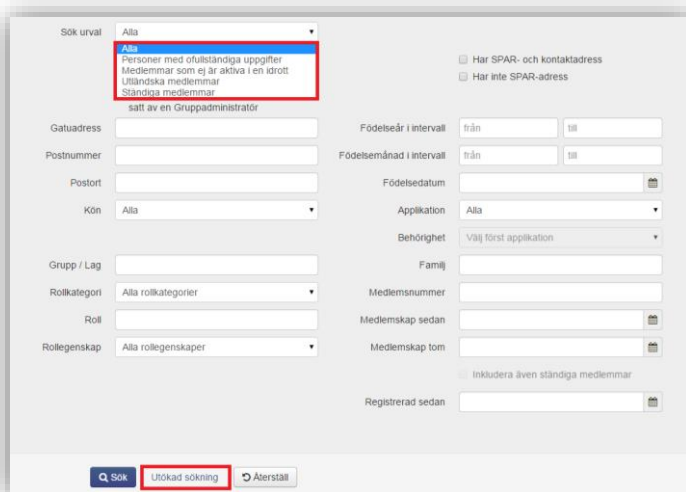 Sök urval Alla
Alla
Personer med ofullständiga uppgifter
Medlemmar som ej är aktiva i en idrott
Utländska medlemmar
Ständiga medlemmar
satt av en Gruppadministratör
Har SPAR- och kontaktadress
Har inte SPAR-adress
Gatuadress
Födelseår i intervall från till
Postnummer
Födelsemånad i intervall från till
Postort
Födelsedatum
Kön Alla
Applikation Alla
Behörighet Välj först applikation
Grupp / Lag
Familj
Rollkategori Alla rollkategorier
Medlemsnummer
Roll
Medlemskap sedan
Rollegenskap Alla rollegenskaper
Medlemskap tom
Inkludera även ständiga medlemmar
Registrerad sedan
Sök Utökad sökning Återställ